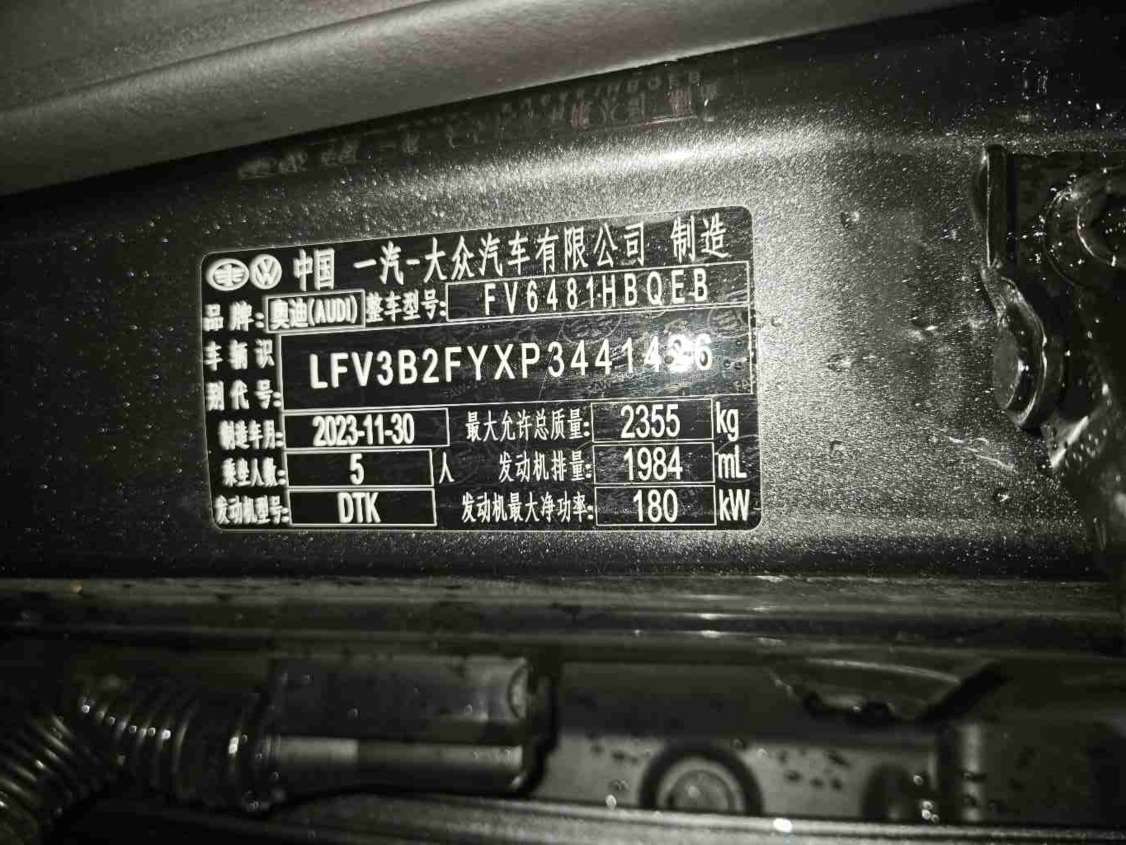 中国 一汽-大众汽车有限公司 制造
品牌: 奥迪(AUDI) 整车型号: FV6481HBQEB
车辆识别代号: LFV3B2FYXP3441426
制造年月: 2023-11-30 最大允许总质量: 2355 kg
乘坐人数: 5 人 发动机排量: 1984 mL
发动机型号: DTK 发动机最大净功率: 180 kW